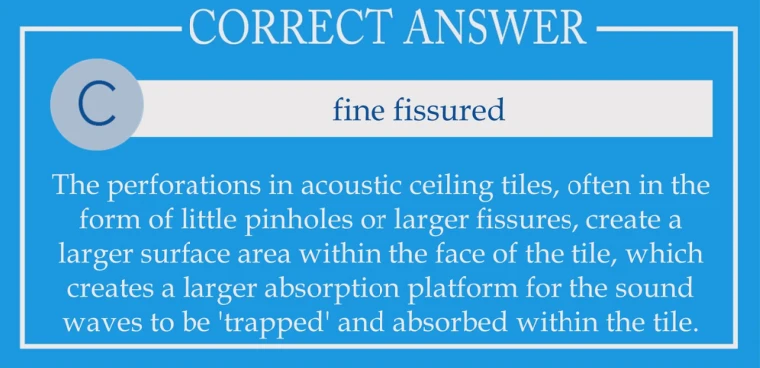 CORRECT ANSWER
C
fine fissured
The perforations in acoustic ceiling tiles, often in the
form of little pinholes or larger fissures, create a
larger surface area within the face of the tile, which
creates a larger absorption platform for the sound
waves to be 'trapped' and absorbed within the tile.